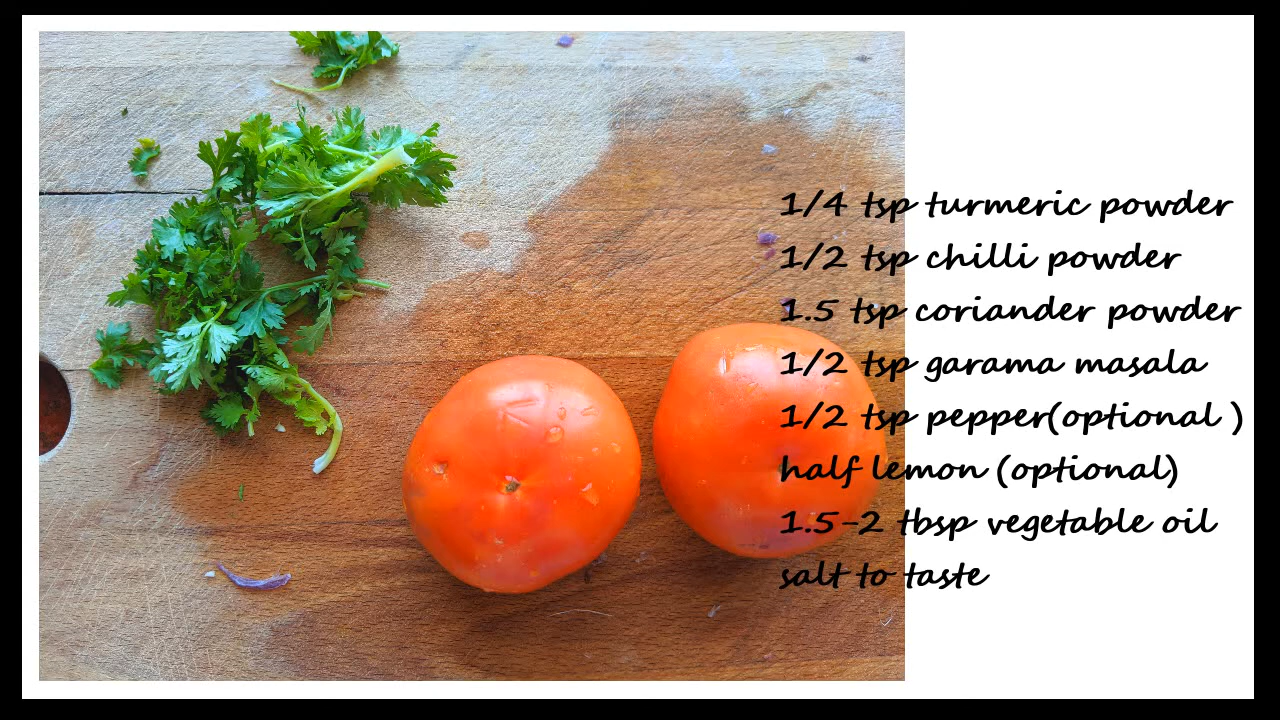 1/4 tsp turmeric powder
1/2 tsp chilli powder
1.5 tsp coriander powder
1/2 tsp garama masala
1/2 tsp pepper(optional )
half lemon (optional)
1.5-2 tbsp vegetable oil
salt to taste